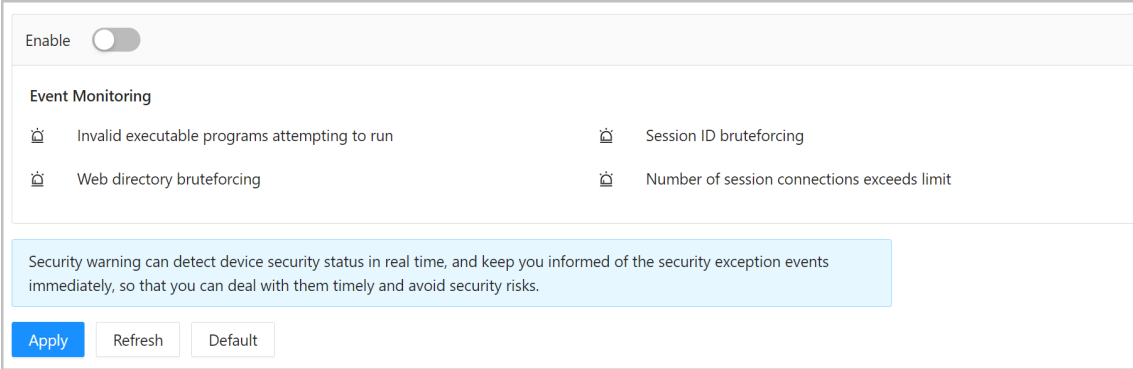 Enable
Event Monitoring
Invalid executable programs attempting to run
Session ID bruteforcing
Web directory bruteforcing
Number of session connections exceeds limit
Security warning can detect device security status in real time, and keep you informed of the security exception events
immediately, so that you can deal with them timely and avoid security risks.
Apply
Refresh
Default